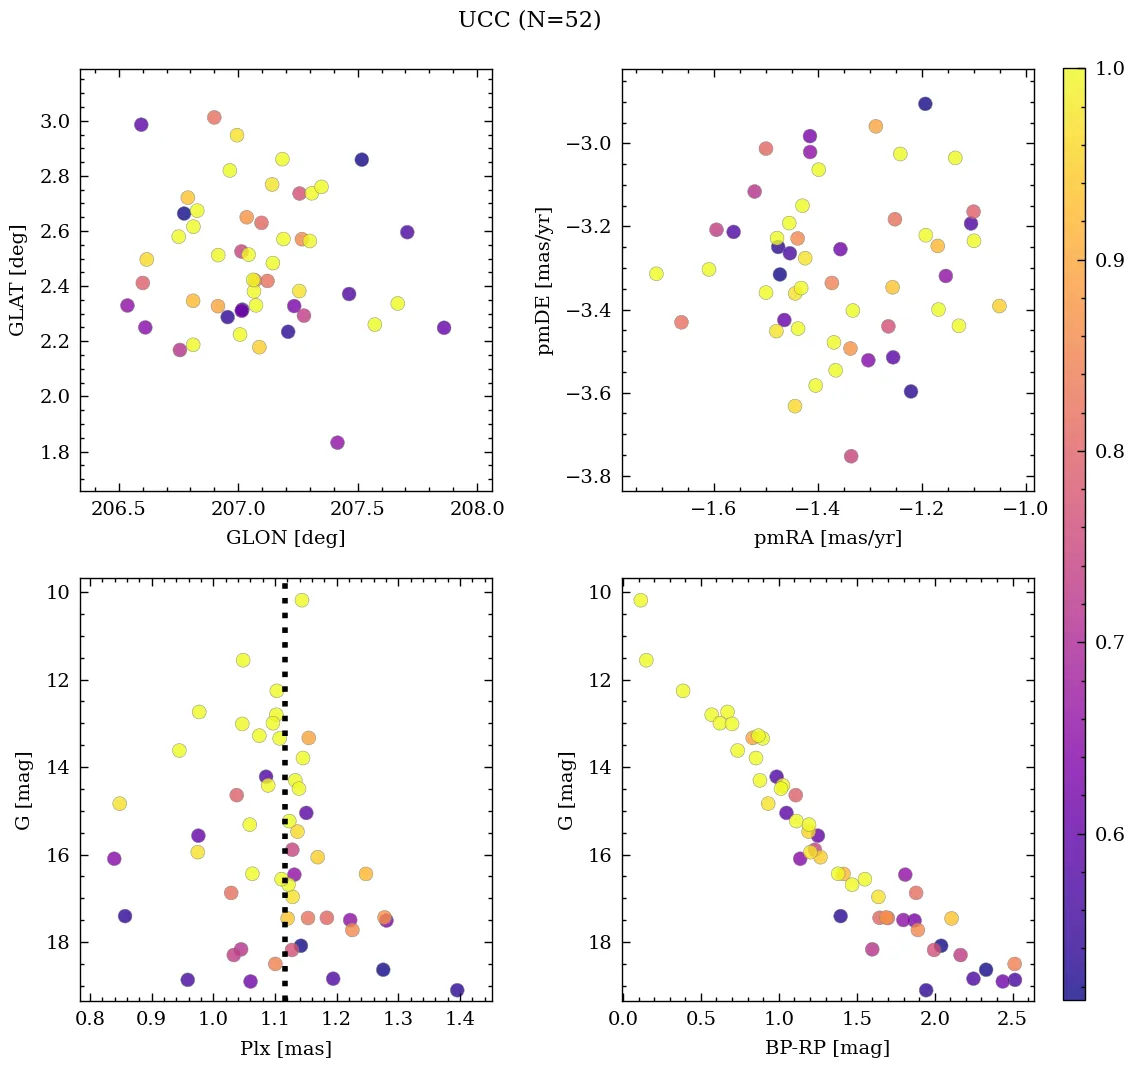 UCC (N=52)
3.0
2.8
2.6
2.4
2.2
2.0
1.8
GLAT [deg]
206.5 207.0 207.5 208.0
GLON [deg]
−3.0
−3.2
−3.4
−3.6
−3.8
pmDE [mas/yr]
−1.6 −1.4 −1.2 −1.0
pmRA [mas/yr]
1.0
0.9
0.8
0.7
0.6
10
12
14
16
18
G [mag]
0.8 0.9 1.0 1.1 1.2 1.3 1.4
Plx [mas]
10
12
14
16
18
G [mag]
0.0 0.5 1.0 1.5 2.0 2.5
BP-RP [mag]